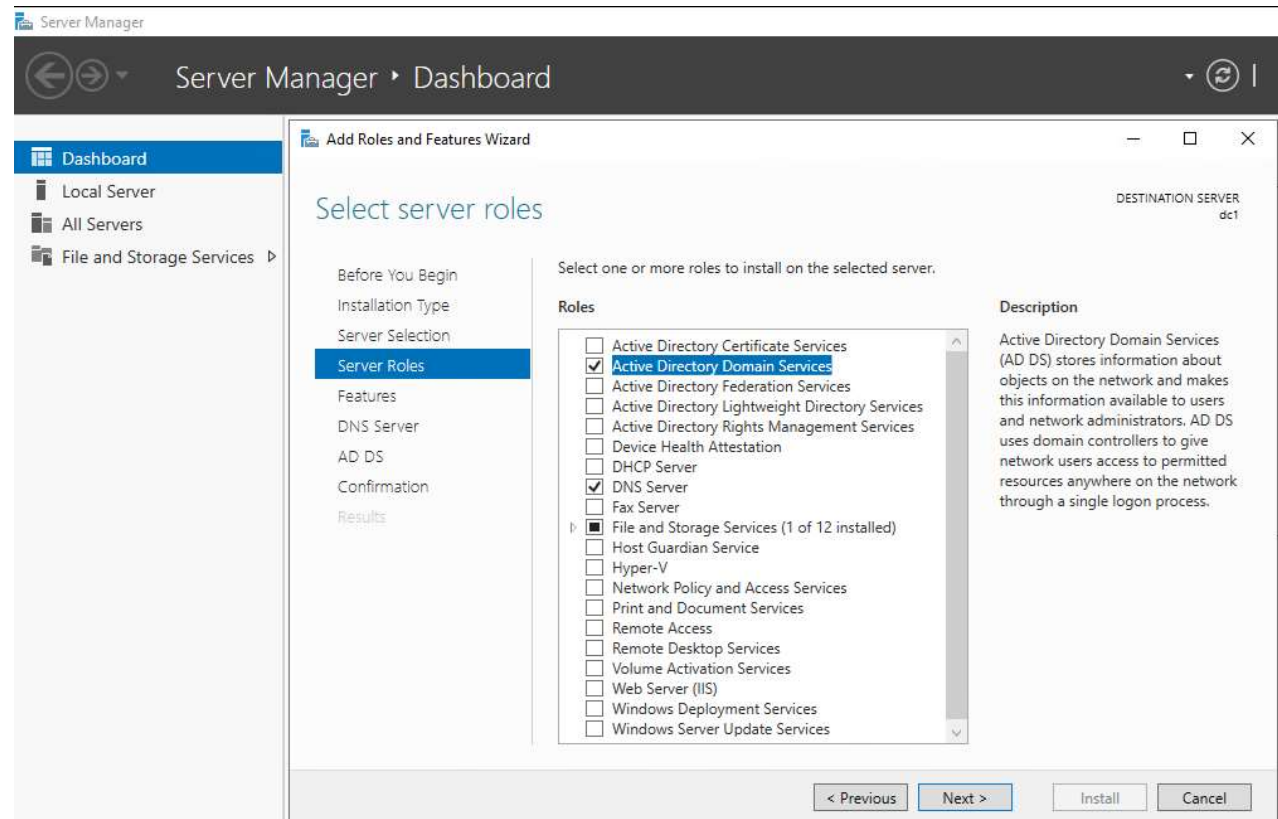 Server Manager
Server Manager • Dashboard
Dashboard
Local Server
All Servers
File and Storage Services
Add Roles and Features Wizard
Select server roles
DESTINATION SERVER
dc1
Before You Begin
Installation Type
Server Selection
Server Roles
Features
DNS Server
AD DS
Confirmation
Results
Select one or more roles to install on the selected server.
Roles
Active Directory Certificate Services
Active Directory Domain Services
Active Directory Federation Services
Active Directory Lightweight Directory Services
Active Directory Rights Management Services
Device Health Attestation
DHCP Server
DNS Server
Fax Server
File and Storage Services (1 of 12 installed)
Host Guardian Service
Hyper-V
Network Policy and Access Services
Print and Document Services
Remote Access
Remote Desktop Services
Volume Activation Services
Web Server (IIS)
Windows Deployment Services
Windows Server Update Services
Description
Active Directory Domain Services
(AD DS) stores information about
objects on the network and makes
this information available to users
and network administrators. AD DS
uses domain controllers to give
network users access to permitted
resources anywhere on the network
through a single logon process.
< Previous
Next >
Install
Cancel